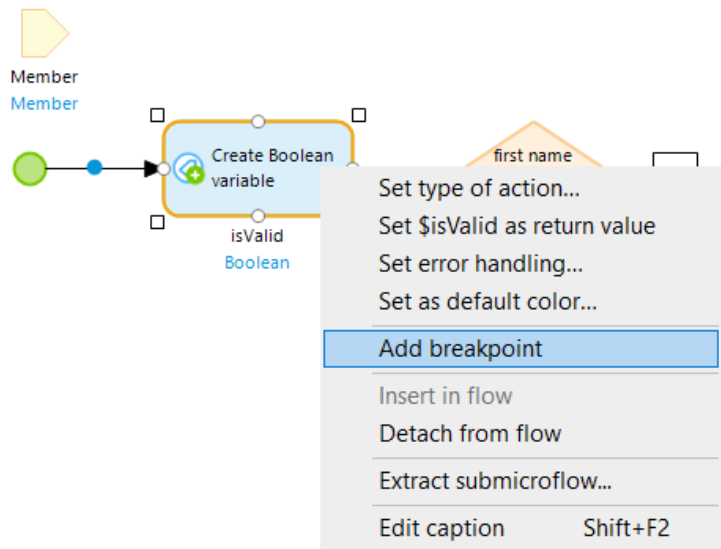 Member
Member
Create Boolean
variable
isValid
Boolean
first name
Set type of action...
Set $isValid as return value
Set error handling...
Set as default color...
Add breakpoint
Insert in flow
Detach from flow
Extract submicroflow...
Edit caption Shift+F2